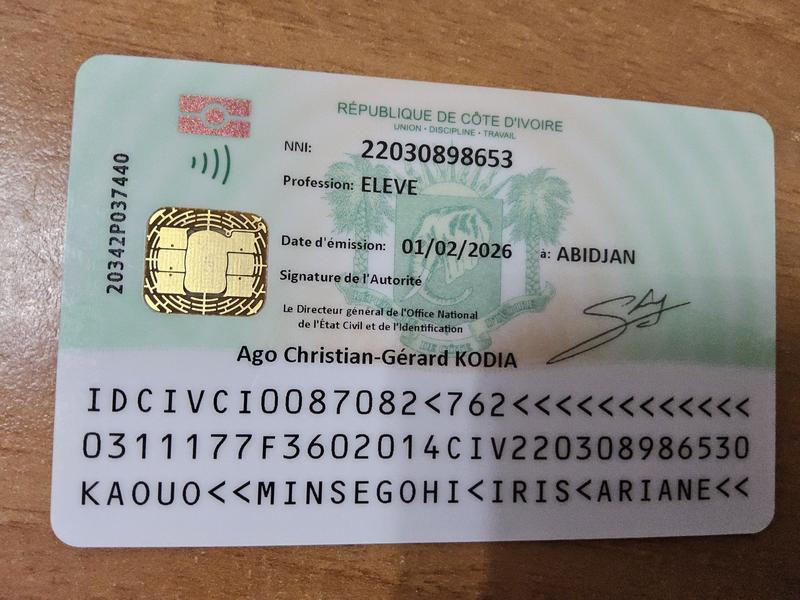 RÉPUBLIQUE DE CÔTE D'IVOIRE
UNION - DISCIPLINE - TRAVAIL
NNI: 22030898653
Profession: ELEVE
20342P037440
Date d'émission: 01/02/2026 à: ABIDJAN
Signature de l'Autorité
Le Directeur général de l'Office National
de l'État Civil et de l'Identification
Ago Christian-Gérard KODIA
IDCIVCI0087082<762<<<<<<<<<<<<
0311177F3602014CIV220308986530
KAOUO<<MINSEGOHI<IRIS<ARIANE<<